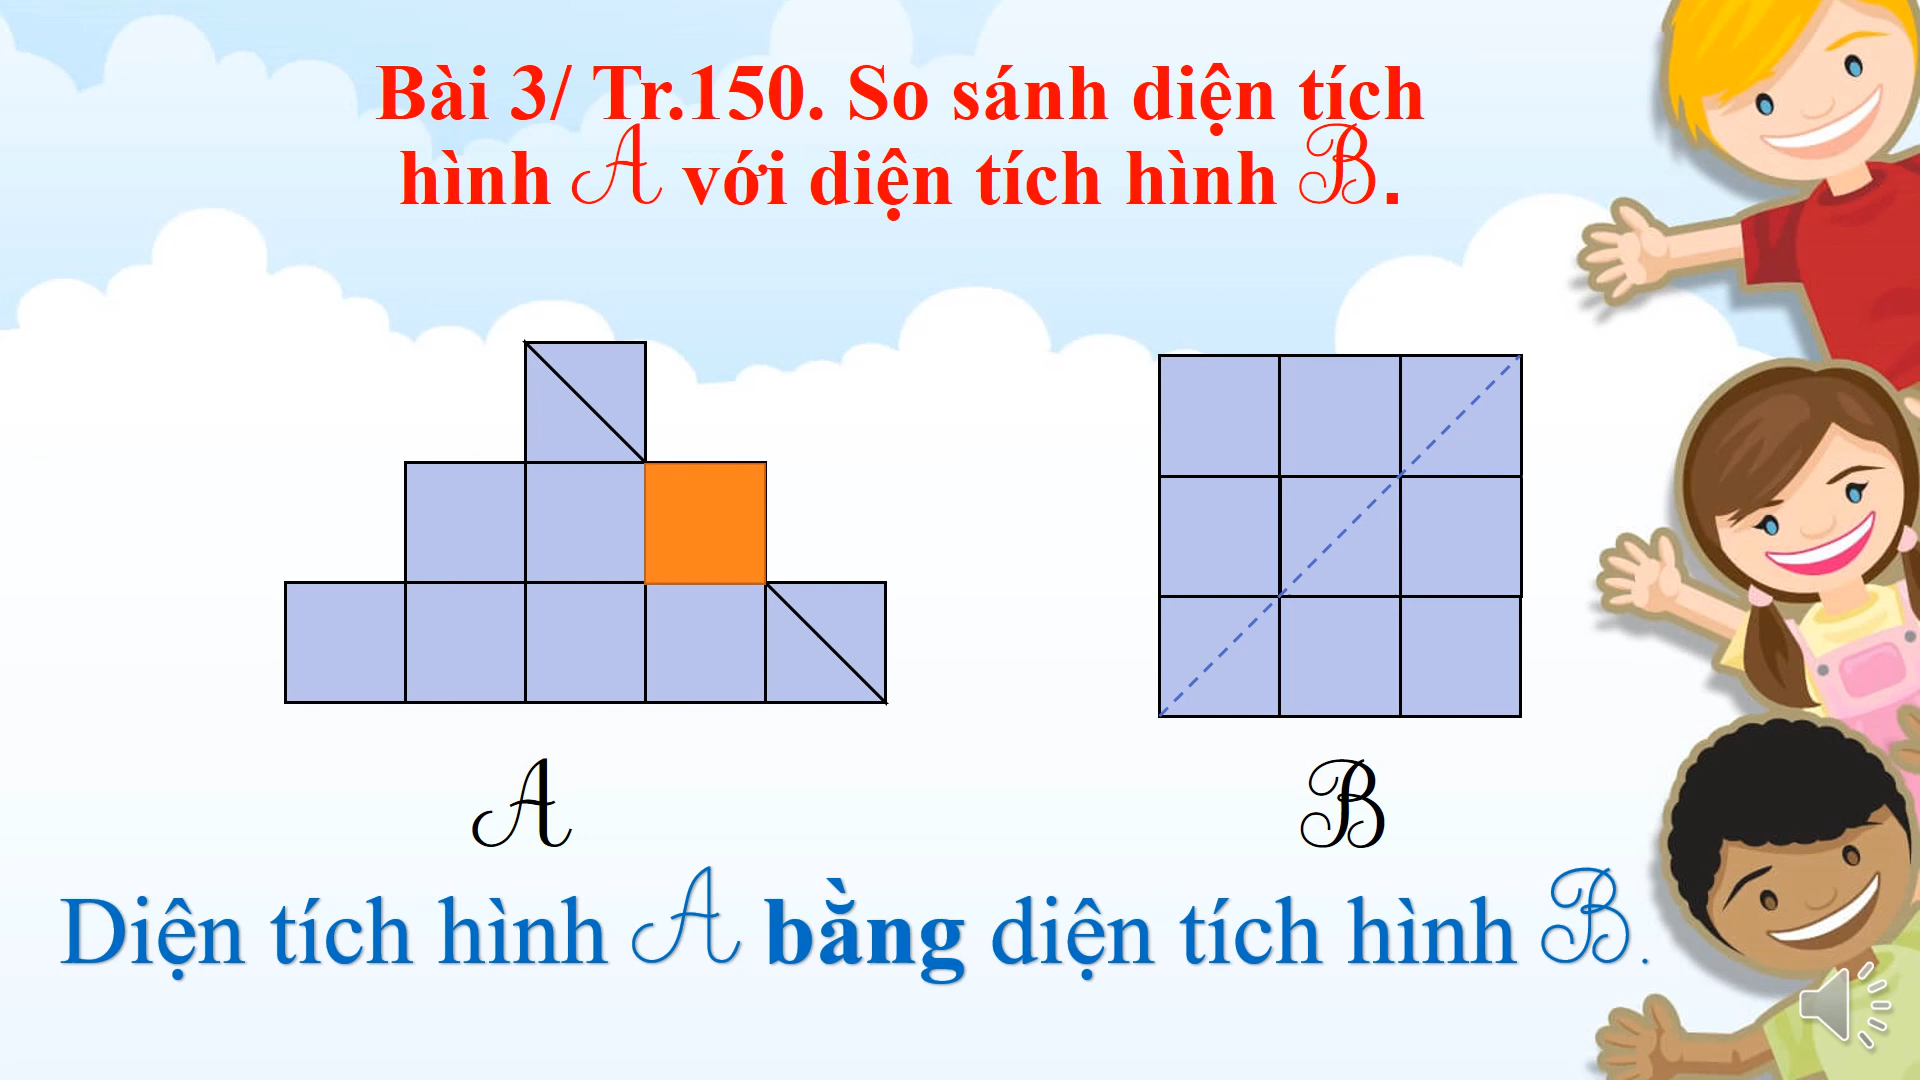 Bài 3/ Tr.150. So sánh diện tích
hình A với diện tích hình B.
A
B
Diện tích hình A bằng diện tích hình B.